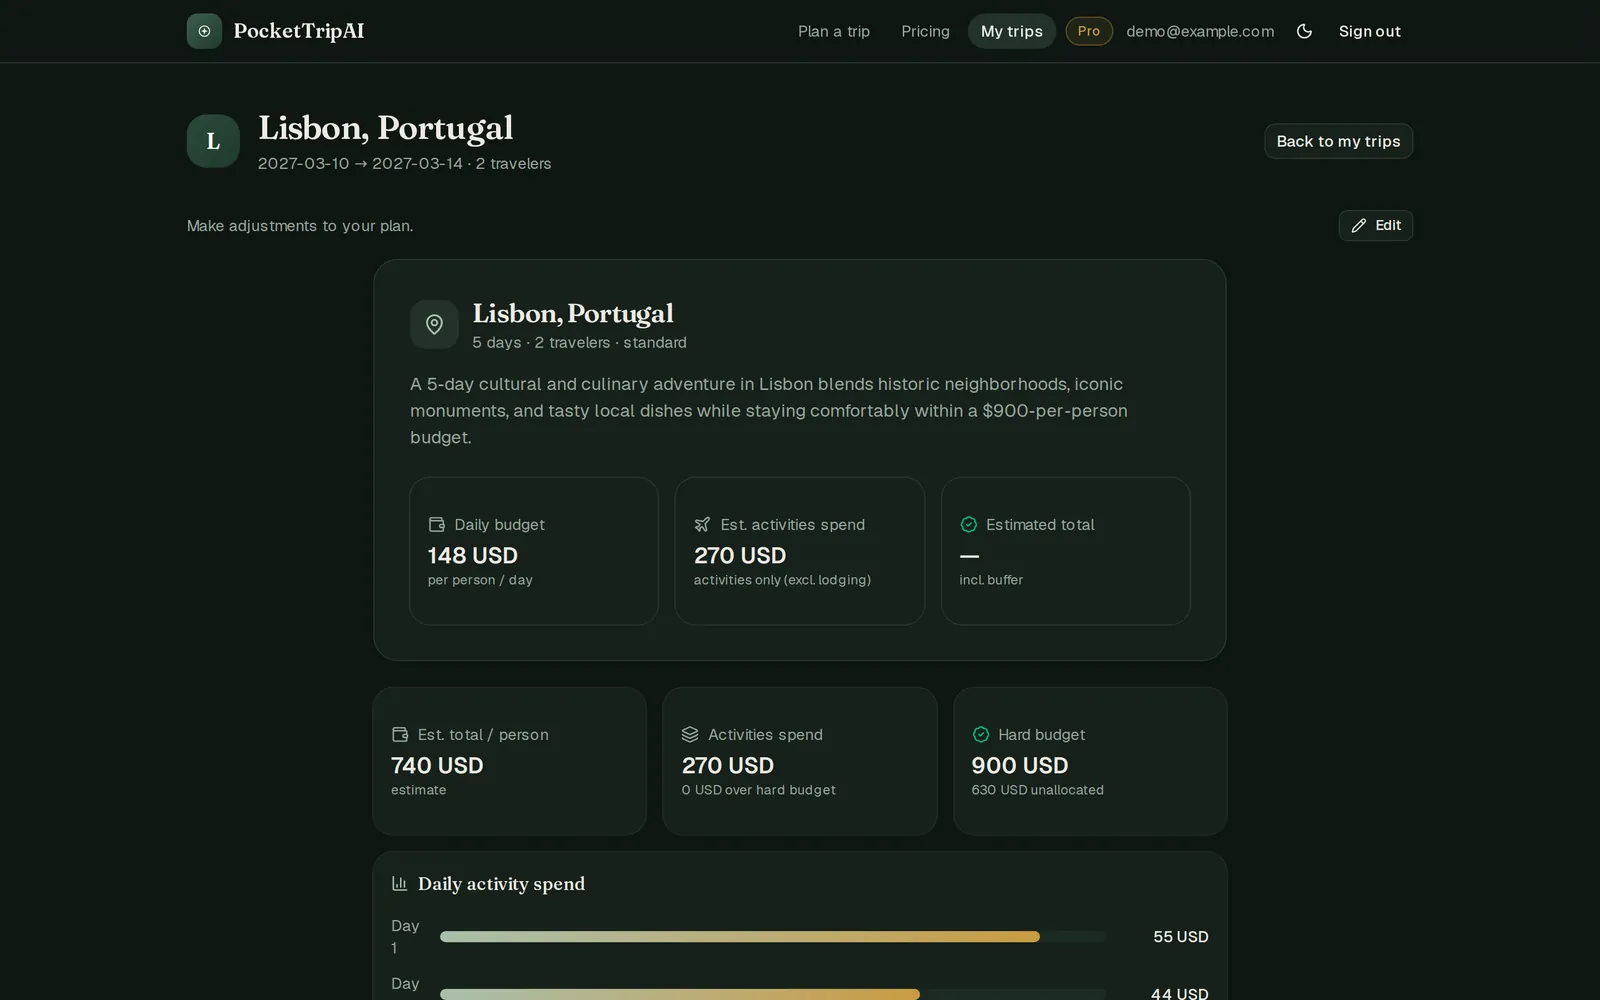 PocketTripAI
Plan a trip
Pricing
My trips
Pro
demo@example.com
Sign out
L
Lisbon, Portugal
2027-03-10 → 2027-03-14 · 2 travelers
Back to my trips
Make adjustments to your plan.
Edit
Lisbon, Portugal
5 days · 2 travelers · standard
A 5-day cultural and culinary adventure in Lisbon blends historic neighborhoods, iconic
monuments, and tasty local dishes while staying comfortably within a $900-per-person
budget.
Daily budget
148 USD
per person / day
Est. activities spend
270 USD
activities only (excl. lodging)
Estimated total
—
incl. buffer
Est. total / person
740 USD
estimate
Activities spend
270 USD
0 USD over hard budget
Hard budget
900 USD
630 USD unallocated
Daily activity spend
Day
1
55 USD
Day
44 USD